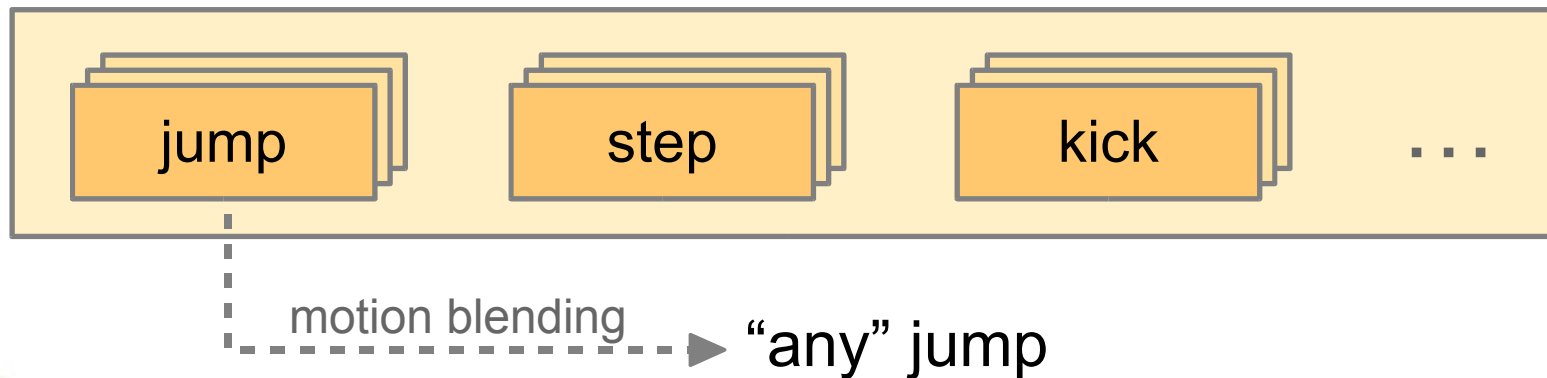 jump step kick ...
motion blending
“any” jump